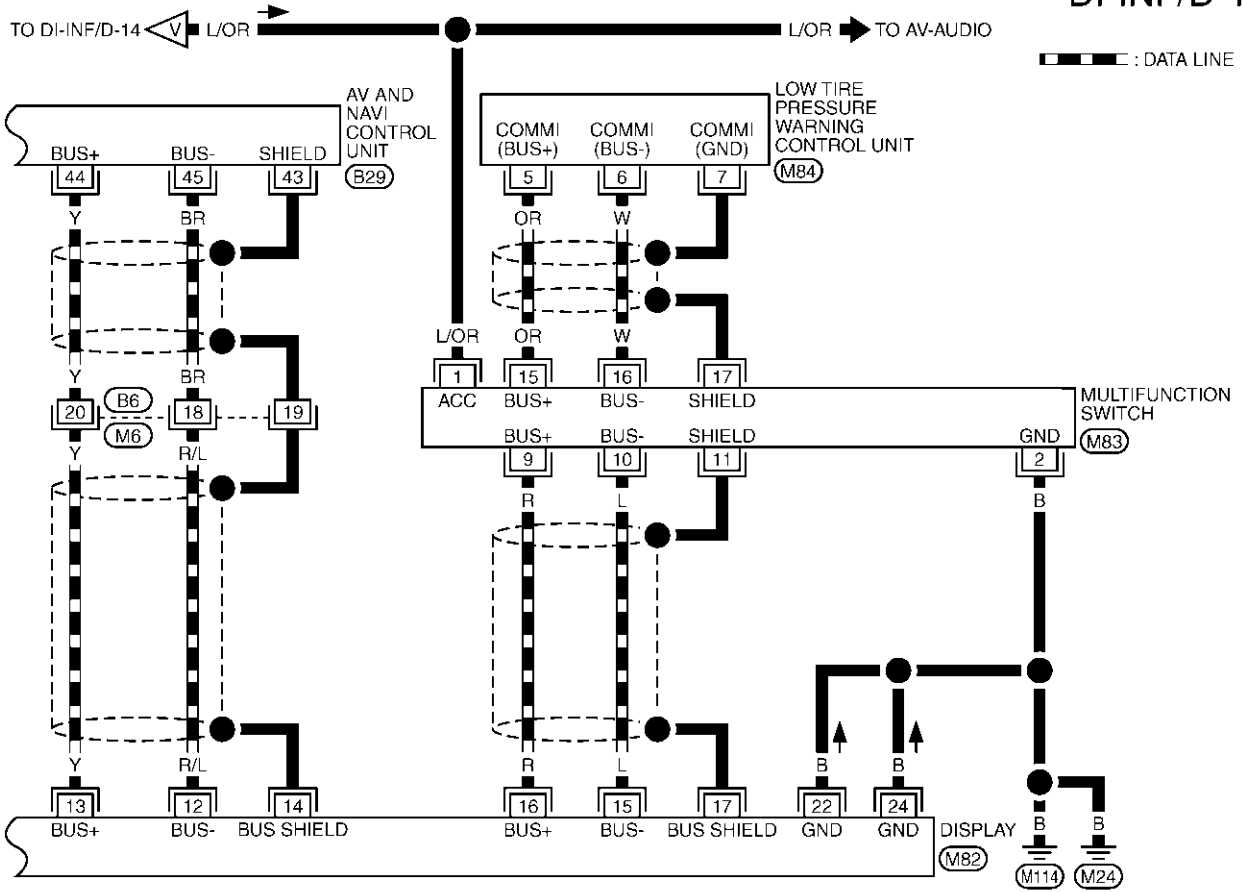 DI-INF/D-1
TO DI-INF/D-14 V L/OR L/OR TO AV-AUDIO
: DATA LINE
AV AND
NAVI
CONTROL
UNIT
B29
BUS+ BUS- SHIELD
44 45 43
LOW TIRE
PRESSURE
WARNING
CONTROL UNIT
M84
COMMI
(BUS+)
COMMI
(BUS-)
COMMI
(GND)
5 6 7
Y BR
OR W
L/OR OR W
Y BR
1 15 16 17
ACC BUS+ BUS- SHIELD
MULTIFUNCTION
SWITCH
M83
20 B6 18 19
M6
Y R/L
BUS+ BUS- SHIELD GND
9 10 11 2
R L B
Y R/L R L B B
13 12 14 16 15 17 22 24
BUS+ BUS- BUS SHIELD BUS+ BUS- BUS SHIELD GND GND
DISPLAY
M82
B B
M114 M24